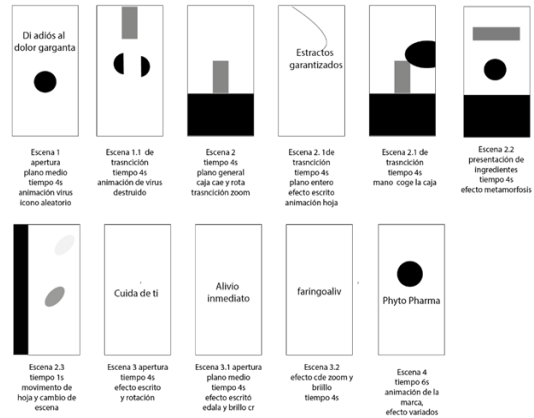 Di adiós al
dolor garganta
Escena 1
apertura
plano medio
tiempo 4s
animación virus
icono aleatorio
Escena 1.1 de
trasnción
tiempo 4s
animación de virus
destruido
Escena 2
tiempo 4s
plano general
caja cae y rota
trasnción zoom
Estractos
garantizados
Escena 2. 1de
trasnción
tiempo 4s
plano entero
efecto escrito
animación hoja
Escena 2.1 de
trasnción
tiempo 4s
mano coge la caja
Escena 2.2
presentación de
ingredientes
tiempo 4s
efecto metamorfosis
Escena 2.3
tiempo 1s
movimento de
hoja y cambio de
escena
Cuida de ti
Escena 3 apertura
tiempo 4s
efecto escrito
y rotación
Alivio
inmediato
Escena 3.1 apertura
plano medio
tiempo 4s
efecto escritó
edala y brillo cr
faringoaliv
Escena 3.2
efecto cde zoom y
briillo
tiempo 4s
Phyto Pharma
Escena 4
tiempo 6s
animación de la
marca,
efecto variados